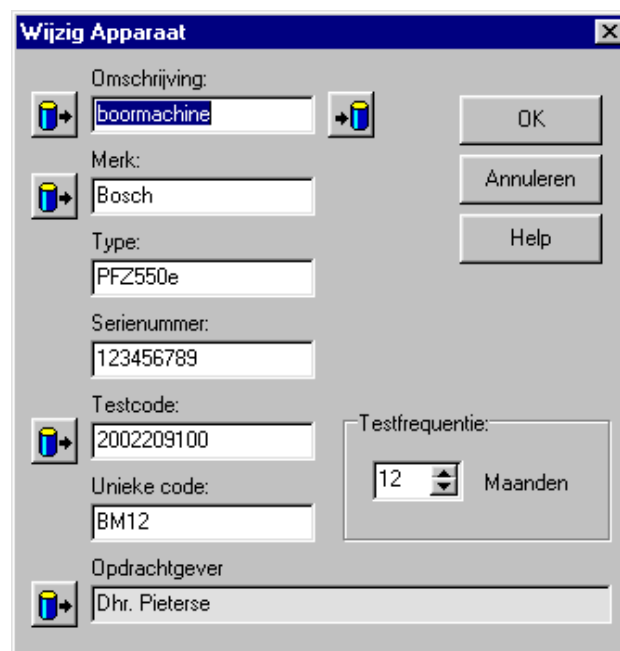 Wijzig Apparaat
Omschrijving:
boormachine
OK
Merk:
Annuleren
Bosch
Type:
Help
PFZ550e
Serienummer:
123456789
Testcode:
Testfrequentie:
2002209100
12 Maanden
Unieke code:
BM12
Opdrachtgever
Dhr. Pieterse